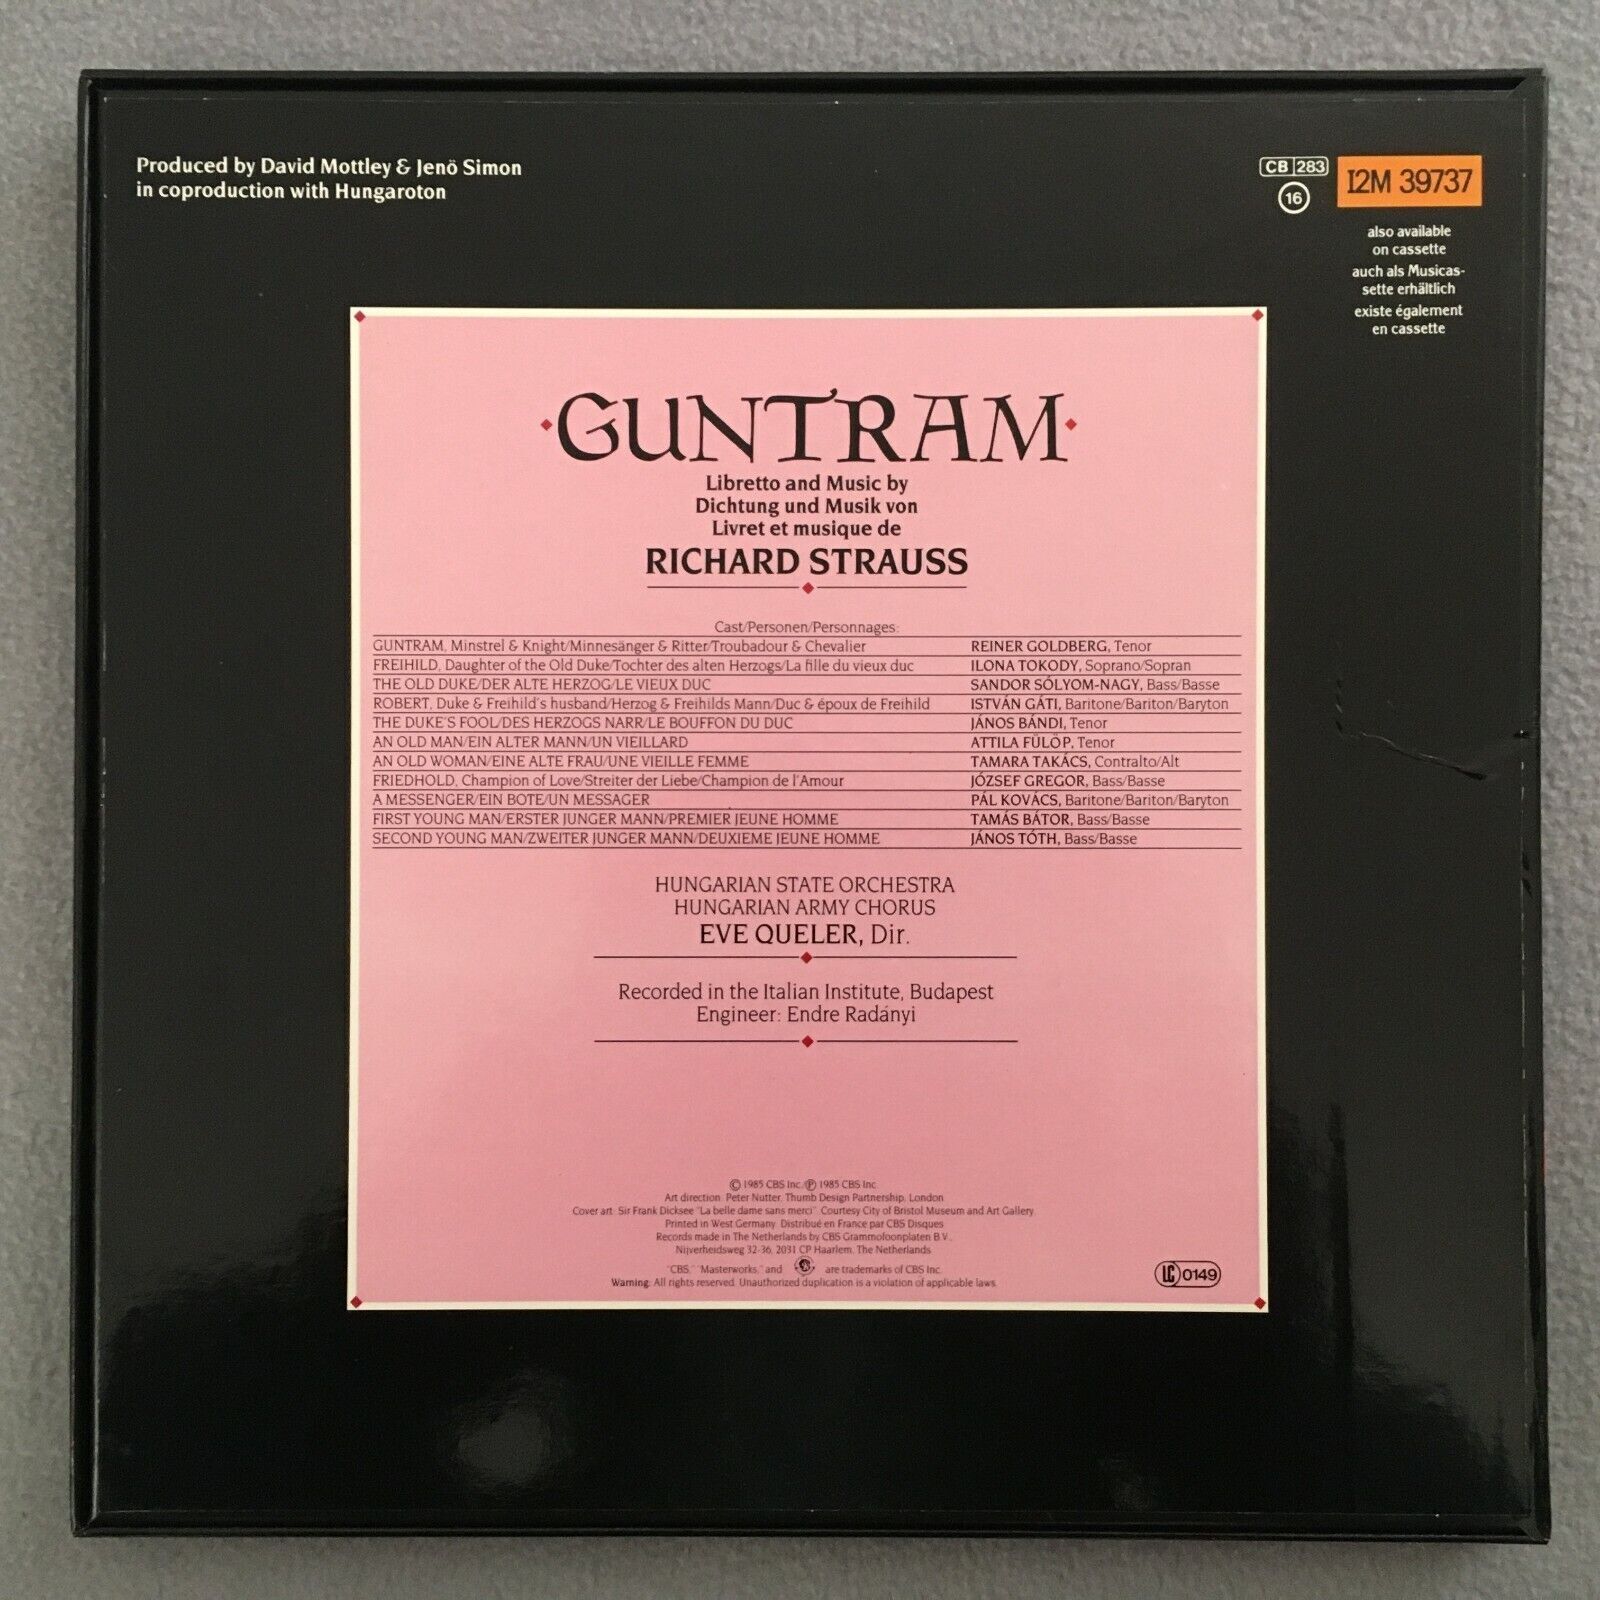 Produced by David Mottley & Jenö Simon
in coproduction with Hungaroton
CB 283
16
I2M 39737
also available
on cassette
auch als Musicas-
sette erhältlich
existe également
en cassette
GUNTRAM
Libretto and Music by
Dichtung und Musik von
Livret et musique de
RICHARD STRAUSS
Cast/Personen/Personnages:
GUNTRAM, Minstrel & Knight/Minnesänger & Ritter/Troubadour & Chevalier REINER GOLDBERG, Tenor
FREIHILD, Daughter of the Old Duke/Tochter des alten Herzogs/La fille du vieux duc ILONA TOKODY, Soprano/Sopran
THE OLD DUKE/DER ALTE HERZOG/LE VIEUX DUC SANDOR SÓLYOM-NAGY, Bass/Basse
ROBERT, Duke & Freihild's husband/Herzog & Freihilds Mann/Duc & époux de Freihild ISTVÁN GÁTI, Baritone/Bariton/Baryton
THE DUKE'S FOOL/DES HERZOGS NARR/LE BOUFFON DU DUC JÁNOS BÁNDI, Tenor
AN OLD MAN/EIN ALTER MANN/UN VIEILLARD ATTILA FÜLÖP, Tenor
AN OLD WOMAN/EINE ALTE FRAU/UNE VIEILLE FEMME TAMARA TAKÁCS, Contralto/Alt
FRIEDHOLD, Champion of Love/Streiter der Liebe/Champion de l'Amour JÓZSEF GREGOR, Bass/Basse
A MESSENGER/EIN BOTE/UN MESSAGER PÁL KOVÁCS, Baritone/Bariton/Baryton
FIRST YOUNG MAN/ERSTER JUNGER MANN/PREMIER JEUNE HOMME TAMÁS BÁTOR, Bass/Basse
SECOND YOUNG MAN/ZWEITER JUNGER MANN/DEUXIEME JEUNE HOMME JÁNOS TÓTH, Bass/Basse
HUNGARIAN STATE ORCHESTRA
HUNGARIAN ARMY CHORUS
EVE QUELER, Dir.
Recorded in the Italian Institute, Budapest
Engineer: Endre Radányi
© 1985 CBS Inc./℗ 1985 CBS Inc.
Art direction: Peter Nutter, Thumb Design Partnership, London
Cover art: Sir Frank Dicksee "La belle dame sans merci". Courtesy City of Bristol Museum and Art Gallery.
Printed in West Germany. Distribué en France par CBS Disques
Records made in The Netherlands by CBS Grammofoonplaten B.V.,
Nijverheidsweg 32-36, 2031 CP Haarlem, The Netherlands
"CBS," "Masterworks," and are trademarks of CBS Inc.
Warning: All rights reserved. Unauthorized duplication is a violation of applicable laws.
LC 0149